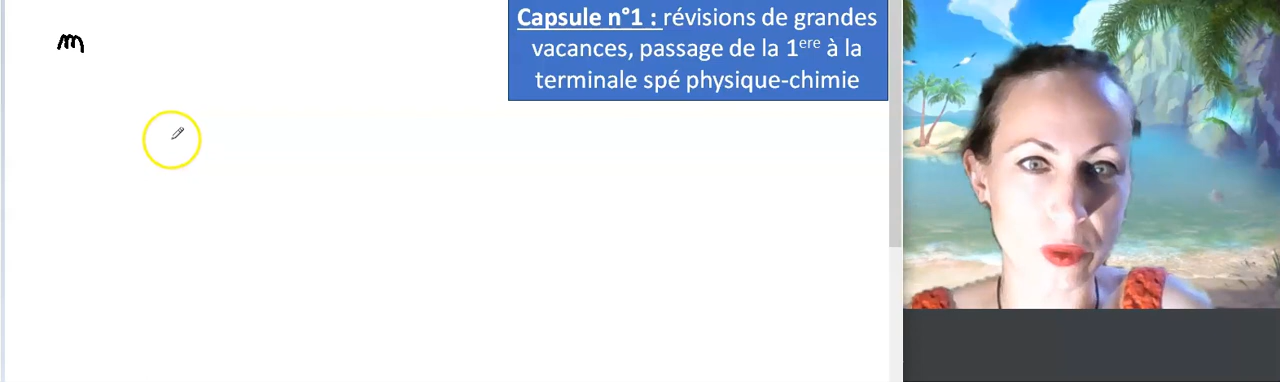 m
Capsule n°1 : révisions de grandes
vacances, passage de la 1ere à la
terminale spé physique-chimie